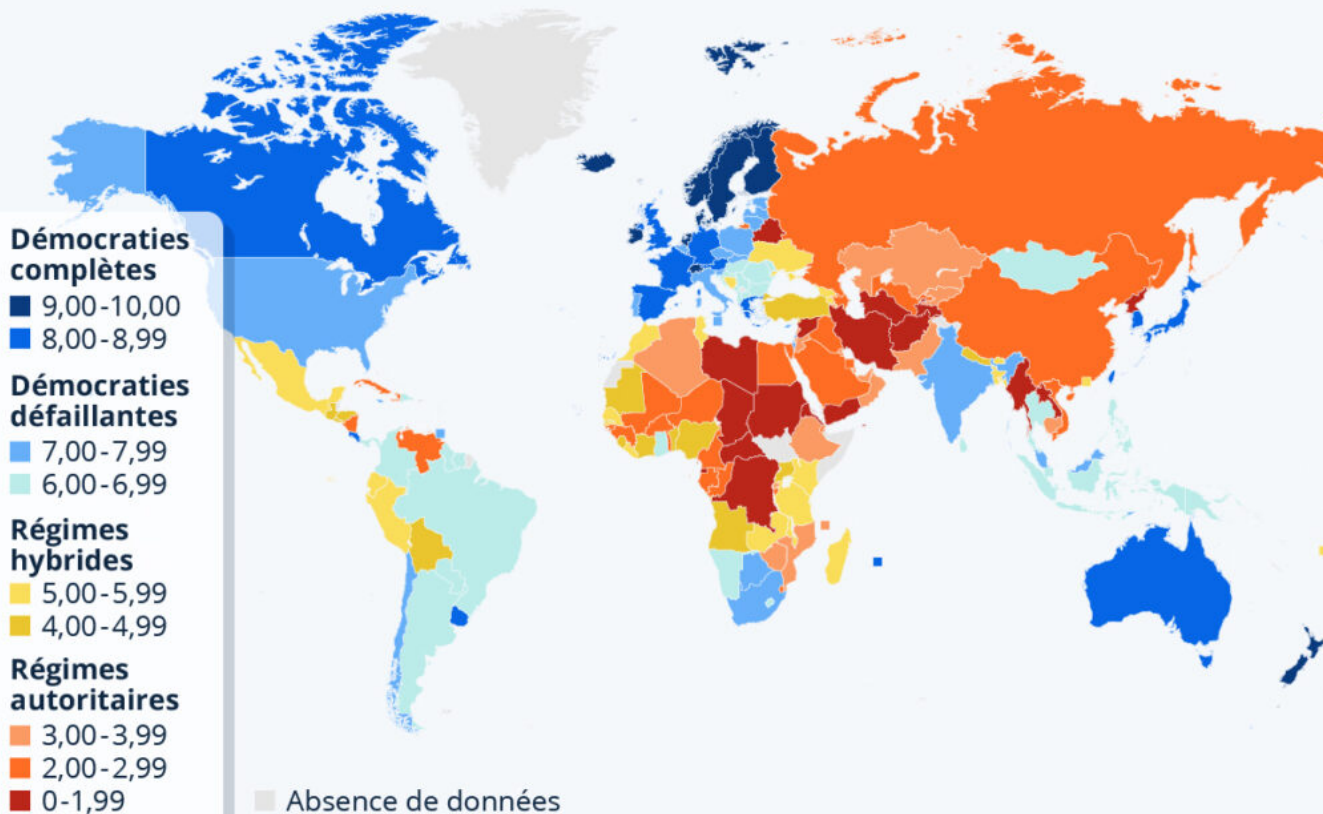 Démocraties
complètes
9,00-10,00
8,00-8,99
Démocraties
défaillantes
7,00-7,99
6,00-6,99
Régimes
hybrides
5,00-5,99
4,00-4,99
Régimes
autoritaires
3,00-3,99
2,00-2,99
0-1,99
Absence de données